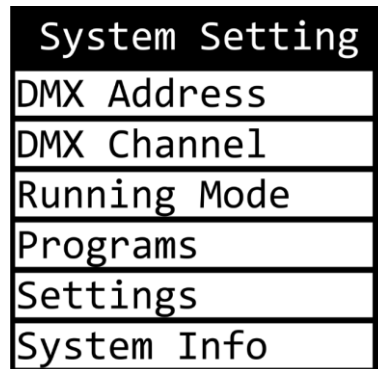 System Setting
DMX Address
DMX Channel
Running Mode
Programs
Settings
System Info